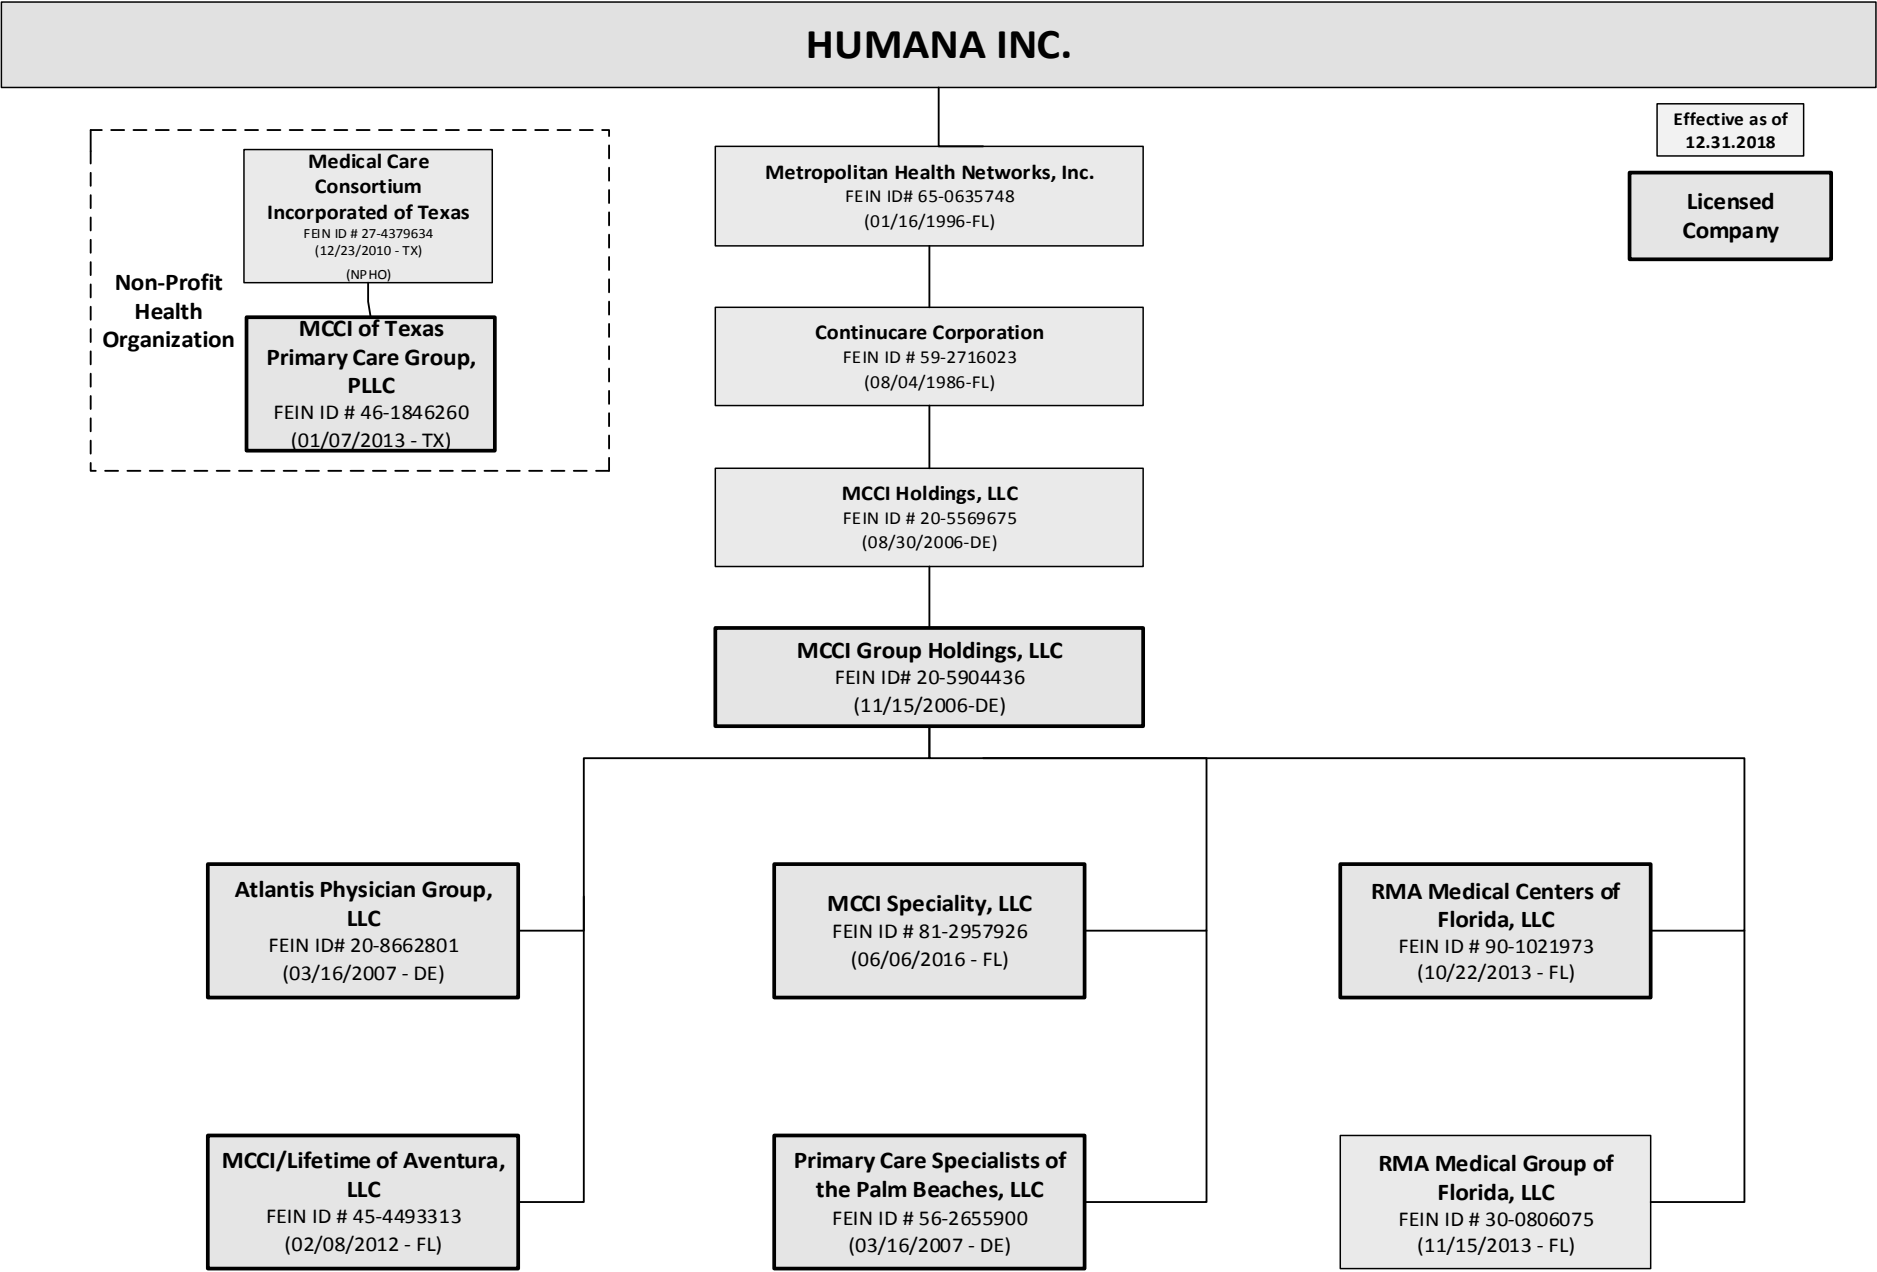 HUMANA INC.
Effective as of
12.31.2018
Licensed
Company
Non-Profit
Health
Organization
Medical Care
Consortium
Incorporated of Texas
FEIN ID # 27-4379634
(12/23/2010 - TX)
(NPHO)
MCCI of Texas
Primary Care Group,
PLLC
FEIN ID # 46-1846260
(01/07/2013 - TX)
Metropolitan Health Networks, Inc.
FEIN ID# 65-0635748
(01/16/1996-FL)
Continucare Corporation
FEIN ID # 59-2716023
(08/04/1986-FL)
MCCI Holdings, LLC
FEIN ID # 20-5569675
(08/30/2006-DE)
MCCI Group Holdings, LLC
FEIN ID# 20-5904436
(11/15/2006-DE)
Atlantis Physician Group,
LLC
FEIN ID# 20-8662801
(03/16/2007 - DE)
MCCI Speciality, LLC
FEIN ID # 81-2957926
(06/06/2016 - FL)
RMA Medical Centers of
Florida, LLC
FEIN ID # 90-1021973
(10/22/2013 - FL)
MCCI/Lifetime of Aventura,
LLC
FEIN ID # 45-4493313
(02/08/2012 - FL)
Primary Care Specialists of
the Palm Beaches, LLC
FEIN ID # 56-2655900
(03/16/2007 - DE)
RMA Medical Group of
Florida, LLC
FEIN ID # 30-0806075
(11/15/2013 - FL)